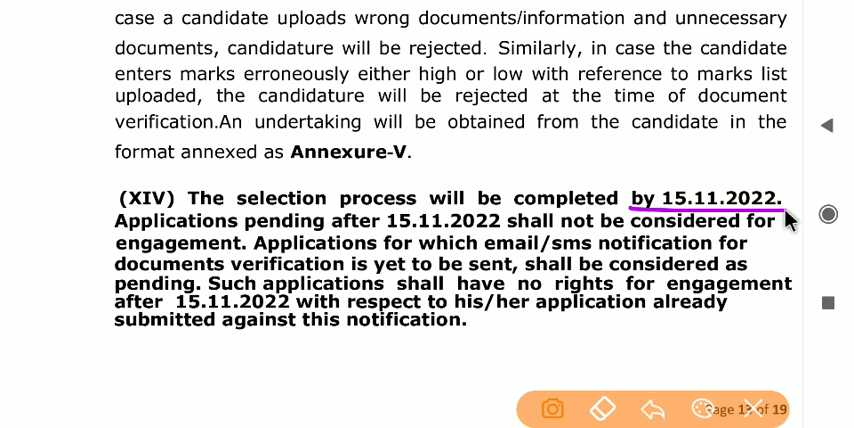 case a candidate uploads wrong documents/information and unnecessary
documents, candidature will be rejected. Similarly, in case the candidate
enters marks erroneously either high or low with reference to marks list
uploaded, the candidature will be rejected at the time of document
verification.An undertaking will be obtained from the candidate in the
format annexed as Annexure-V.
(XIV) The selection process will be completed by 15.11.2022.
Applications pending after 15.11.2022 shall not be considered for
engagement. Applications for which email/sms notification for
documents verification is yet to be sent, shall be considered as
pending. Such applications shall have no rights for engagement
after 15.11.2022 with respect to his/her application already
submitted against this notification.
Page 13 of 19